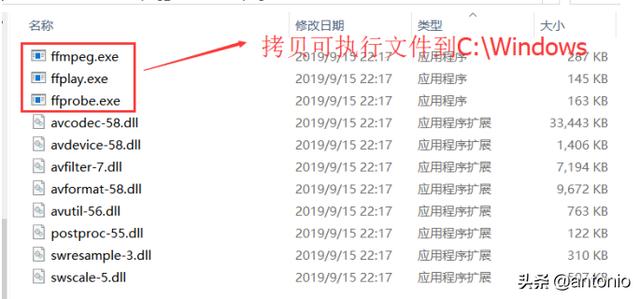 名称 修改日期 类型 大小
拷贝可执行文件到C:\Windows
ffmpeg.exe 2019/9/15 22:17 应用程序 287 KB
ffplay.exe 2019/9/15 22:17 应用程序 145 KB
ffprobe.exe 2019/9/15 22:17 应用程序 163 KB
avcodec-58.dll 2019/9/15 22:17 应用程序扩展 33,443 KB
avdevice-58.dll 2019/9/15 22:17 应用程序扩展 1,406 KB
avfilter-7.dll 2019/9/15 22:17 应用程序扩展 7,194 KB
avformat-58.dll 2019/9/15 22:17 应用程序扩展 9,672 KB
avutil-56.dll 2019/9/15 22:17 应用程序扩展 763 KB
postproc-55.dll 2019/9/15 22:17 应用程序扩展 122 KB
swresample-3.dll 2019/9/15 22:17 应用程序扩展 310 KB
swscale-5.dll 2019/9/15 22:17 应用程序扩展 KB
头条 @antonio